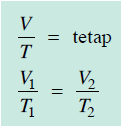 V/T = tetap
V₁/T₁ = V₂/T₂